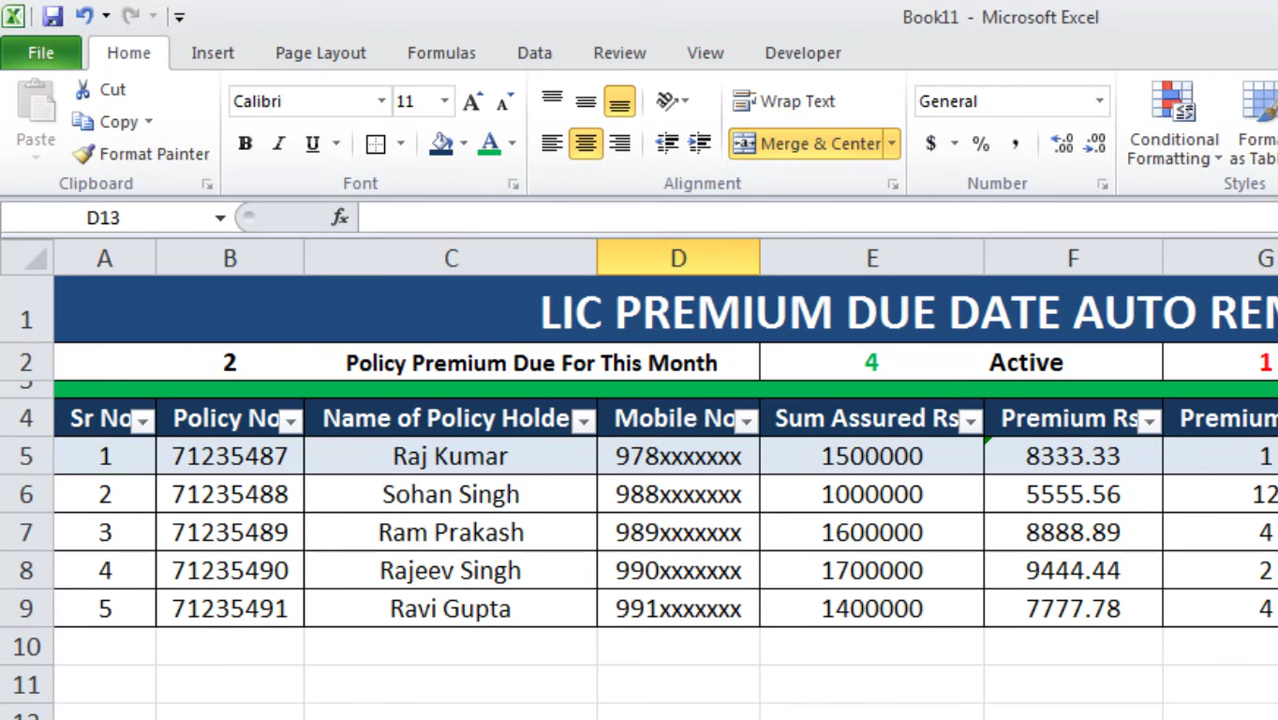 Book11 - Microsoft Excel
File Home Insert Page Layout Formulas Data Review View Developer
Paste
Cut
Copy
Format Painter
Clipboard
Calibri 11
B I U A
Font
Wrap Text
Merge & Center
Alignment
General
$ % , .0 .00 .00 .0
Number
Conditional
Formatting
as
Styles
D13 fx
A B C D E F G
1 LIC PREMIUM DUE DATE AUTO
2 2 Policy Premium Due For This Month 4 Active 1
3
4 Sr No Policy No Name of Policy Holde Mobile No Sum Assured Rs Premium Rs Premium
5 1 71235487 Raj Kumar 978xxxxxxx 1500000 8333.33 1
6 2 71235488 Sohan Singh 988xxxxxxx 1000000 5555.56 12
7 3 71235489 Ram Prakash 989xxxxxxx 1600000 8888.89 4
8 4 71235490 Rajeev Singh 990xxxxxxx 1700000 9444.44 2
9 5 71235491 Ravi Gupta 991xxxxxxx 1400000 7777.78 4
10
11